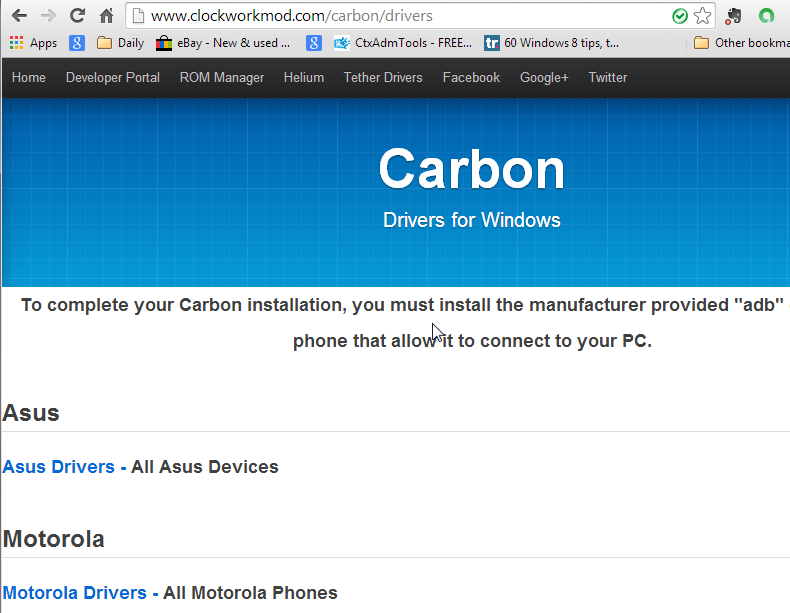 www.clockworkmod.com/carbon/drivers
Apps Daily eBay - New & used ... CtxAdmTools - FREE... tr 60 Windows 8 tips, t... Other bookma
Home Developer Portal ROM Manager Helium Tether Drivers Facebook Google+ Twitter
Carbon
Drivers for Windows
To complete your Carbon installation, you must install the manufacturer provided "adb"
phone that allow it to connect to your PC.
Asus
Asus Drivers - All Asus Devices
Motorola
Motorola Drivers - All Motorola Phones